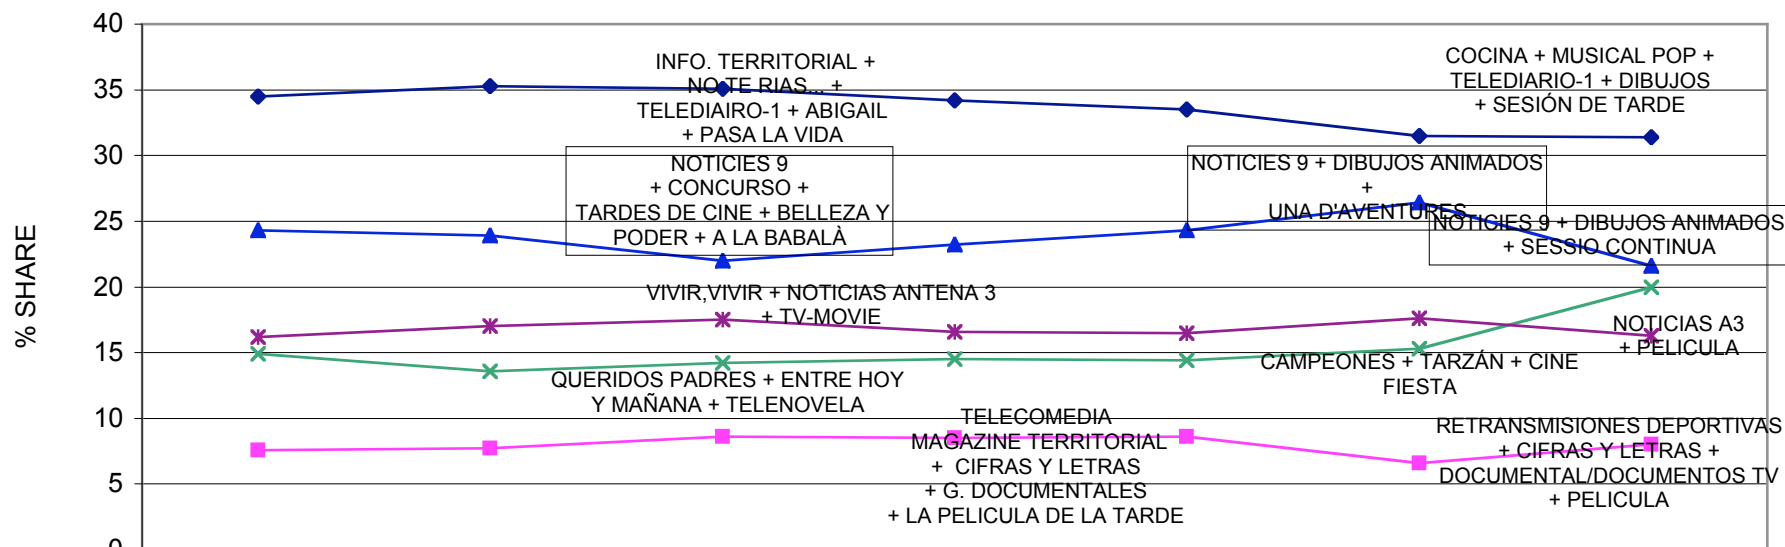 40
35
30
25
20
15
10
5
0
% SHARE
INFO. TERRITORIAL +
NO TE RIAS... +
TELEDIAIRO-1 + ABIGAIL
+ PASA LA VIDA
COCINA + MUSICAL POP +
TELEDIARIO-1 + DIBUJOS
+ SESIÓN DE TARDE
NOTICIES 9
+ CONCURSO +
TARDES DE CINE + BELLEZA Y
PODER + A LA BABALÀ
NOTICIES 9 + DIBUJOS ANIMADOS
+
UNA D'AVENTURES
NOTICIES 9 + DIBUJOS ANIMADOS
+ SESSIO CONTINUA
VIVIR,VIVIR + NOTICIAS ANTENA 3
+ TV-MOVIE
NOTICIAS A3
+ PELICULA
QUERIDOS PADRES + ENTRE HOY
Y MAÑANA + TELENOVELA
CAMPEONES + TARZÁN + CINE
FIESTA
TELECOMEDIA
MAGAZINE TERRITORIAL
+ CIFRAS Y LETRAS
+ G. DOCUMENTALES
+ LA PELICULA DE LA TARDE
RETRANSMISIONES DEPORTIVAS
+ CIFRAS Y LETRAS +
DOCUMENTAL/DOCUMENTOS TV
+ PELICULA